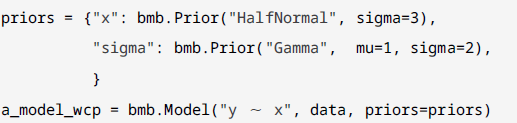 priors = {"x": bmb.Prior("HalfNormal", sigma=3),
          "sigma": bmb.Prior("Gamma",  mu=1, sigma=2),
          }
a_model_wcp = bmb.Model("y ~ x", data, priors=priors)